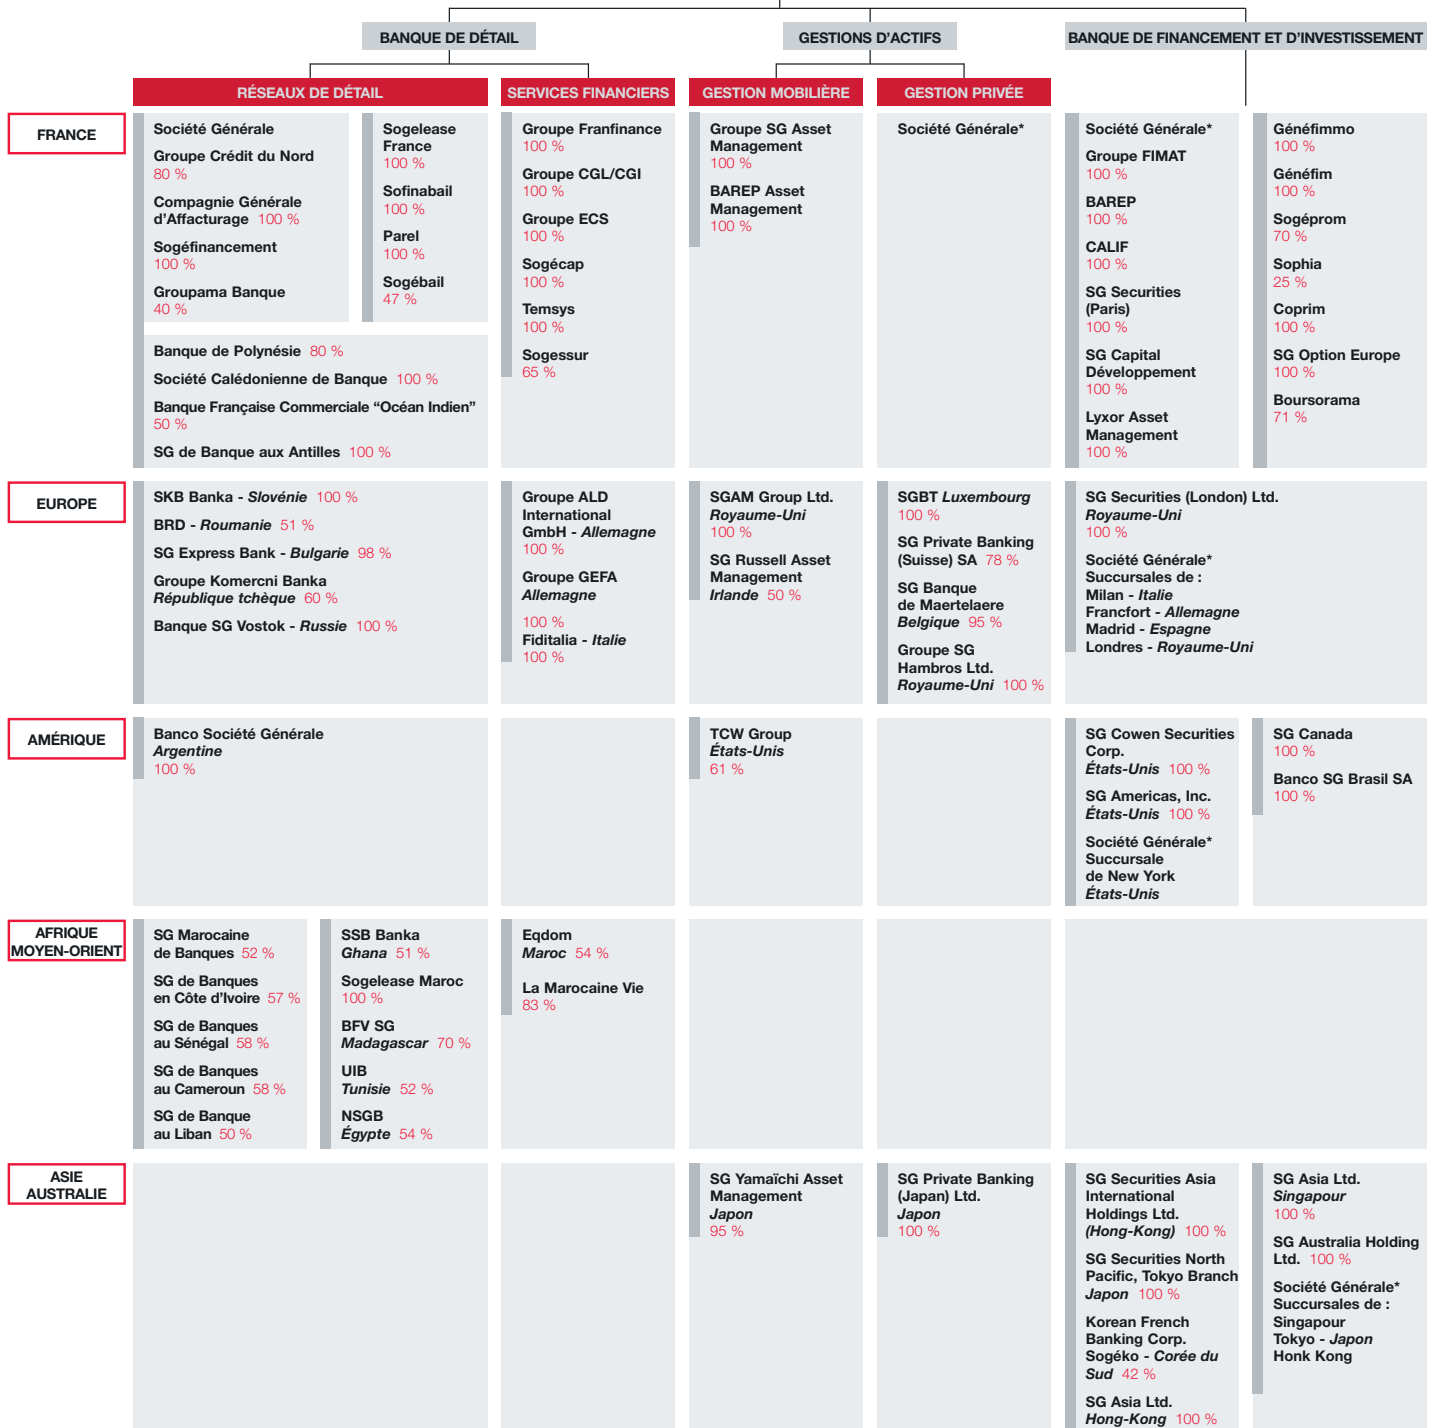 BANQUE DE DÉTAIL
GESTIONS D'ACTIFS
BANQUE DE FINANCEMENT ET D'INVESTISSEMENT
RÉSEAUX DE DÉTAIL
SERVICES FINANCIERS
GESTION MOBILIÈRE
GESTION PRIVÉE
FRANCE
Société Générale
Groupe Crédit du Nord
80 %
Compagnie Générale
d'Affacturage 100 %
Sogéfinancement
100 %
Groupama Banque
40 %
Sogelease
France
100 %
Sofinabail
100 %
Parel
100 %
Sogébail
47 %
Banque de Polynésie 80 %
Société Calédonienne de Banque 100 %
Banque Française Commerciale “Océan Indien”
50 %
SG de Banque aux Antilles 100 %
Groupe Franfinance
100 %
Groupe CGL/CGI
100 %
Groupe ECS
100 %
Sogécap
100 %
Temsys
100 %
Sogessur
65 %
Groupe SG Asset
Management
100 %
BAREP Asset
Management
100 %
Société Générale*
Société Générale*
Groupe FIMAT
100 %
BAREP
100 %
CALIF
100 %
SG Securities
(Paris)
100 %
SG Capital
Développement
100 %
Lyxor Asset
Management
100 %
Généfimmo
100 %
Généfim
100 %
Sogéprom
70 %
Sophia
25 %
Coprim
100 %
SG Option Europe
100 %
Boursorama
71 %
EUROPE
SKB Banka - Slovénie 100 %
BRD - Roumanie 51 %
SG Express Bank - Bulgarie 98 %
Groupe Komercni Banka
République tchèque 60 %
Banque SG Vostok - Russie 100 %
Groupe ALD
International
GmbH - Allemagne
100 %
Groupe GEFA
Allemagne
100 %
Fiditalia - Italie
100 %
SGAM Group Ltd.
Royaume-Uni
100 %
SG Russell Asset
Management
Irlande 50 %
SGBT Luxembourg
100 %
SG Private Banking
(Suisse) SA 78 %
SG Banque
de Maertelaere
Belgique 95 %
Groupe SG
Hambros Ltd.
Royaume-Uni 100 %
SG Securities (London) Ltd.
Royaume-Uni
100 %
Société Générale*
Succursales de :
Milan - Italie
Francfort - Allemagne
Madrid - Espagne
Londres - Royaume-Uni
AMÉRIQUE
Banco Société Générale
Argentine
100 %
TCW Group
États-Unis
61 %
SG Cowen Securities
Corp.
États-Unis 100 %
SG Americas, Inc.
États-Unis 100 %
Société Générale*
Succursale
de New York
États-Unis
SG Canada
100 %
Banco SG Brasil SA
100 %
AFRIQUE
MOYEN-ORIENT
SG Marocaine
de Banques 52 %
SG de Banques
en Côte d'Ivoire 57 %
SG de Banques
au Sénégal 58 %
SG de Banques
au Cameroun 58 %
SG de Banque
au Liban 50 %
SSB Banka
Ghana 51 %
Sogelease Maroc
100 %
BFV SG
Madagascar 70 %
UIB
Tunisie 52 %
NSGB
Égypte 54 %
Eqdom
Maroc 54 %
La Marocaine Vie
83 %
ASIE
AUSTRALIE
SG Yamaïchi Asset
Management
Japon
95 %
SG Private Banking
(Japan) Ltd.
Japon
100 %
SG Securities Asia
International
Holdings Ltd.
(Hong-Kong) 100 %
SG Securities North
Pacific, Tokyo Branch
Japon 100 %
Korean French
Banking Corp.
Sogéko - Corée du
Sud 42 %
SG Asia Ltd.
Hong-Kong 100 %
SG Asia Ltd.
Singapour
100 %
SG Australia Holding
Ltd. 100 %
Société Générale*
Succursales de :
Singapour
Tokyo - Japon
Honk Kong